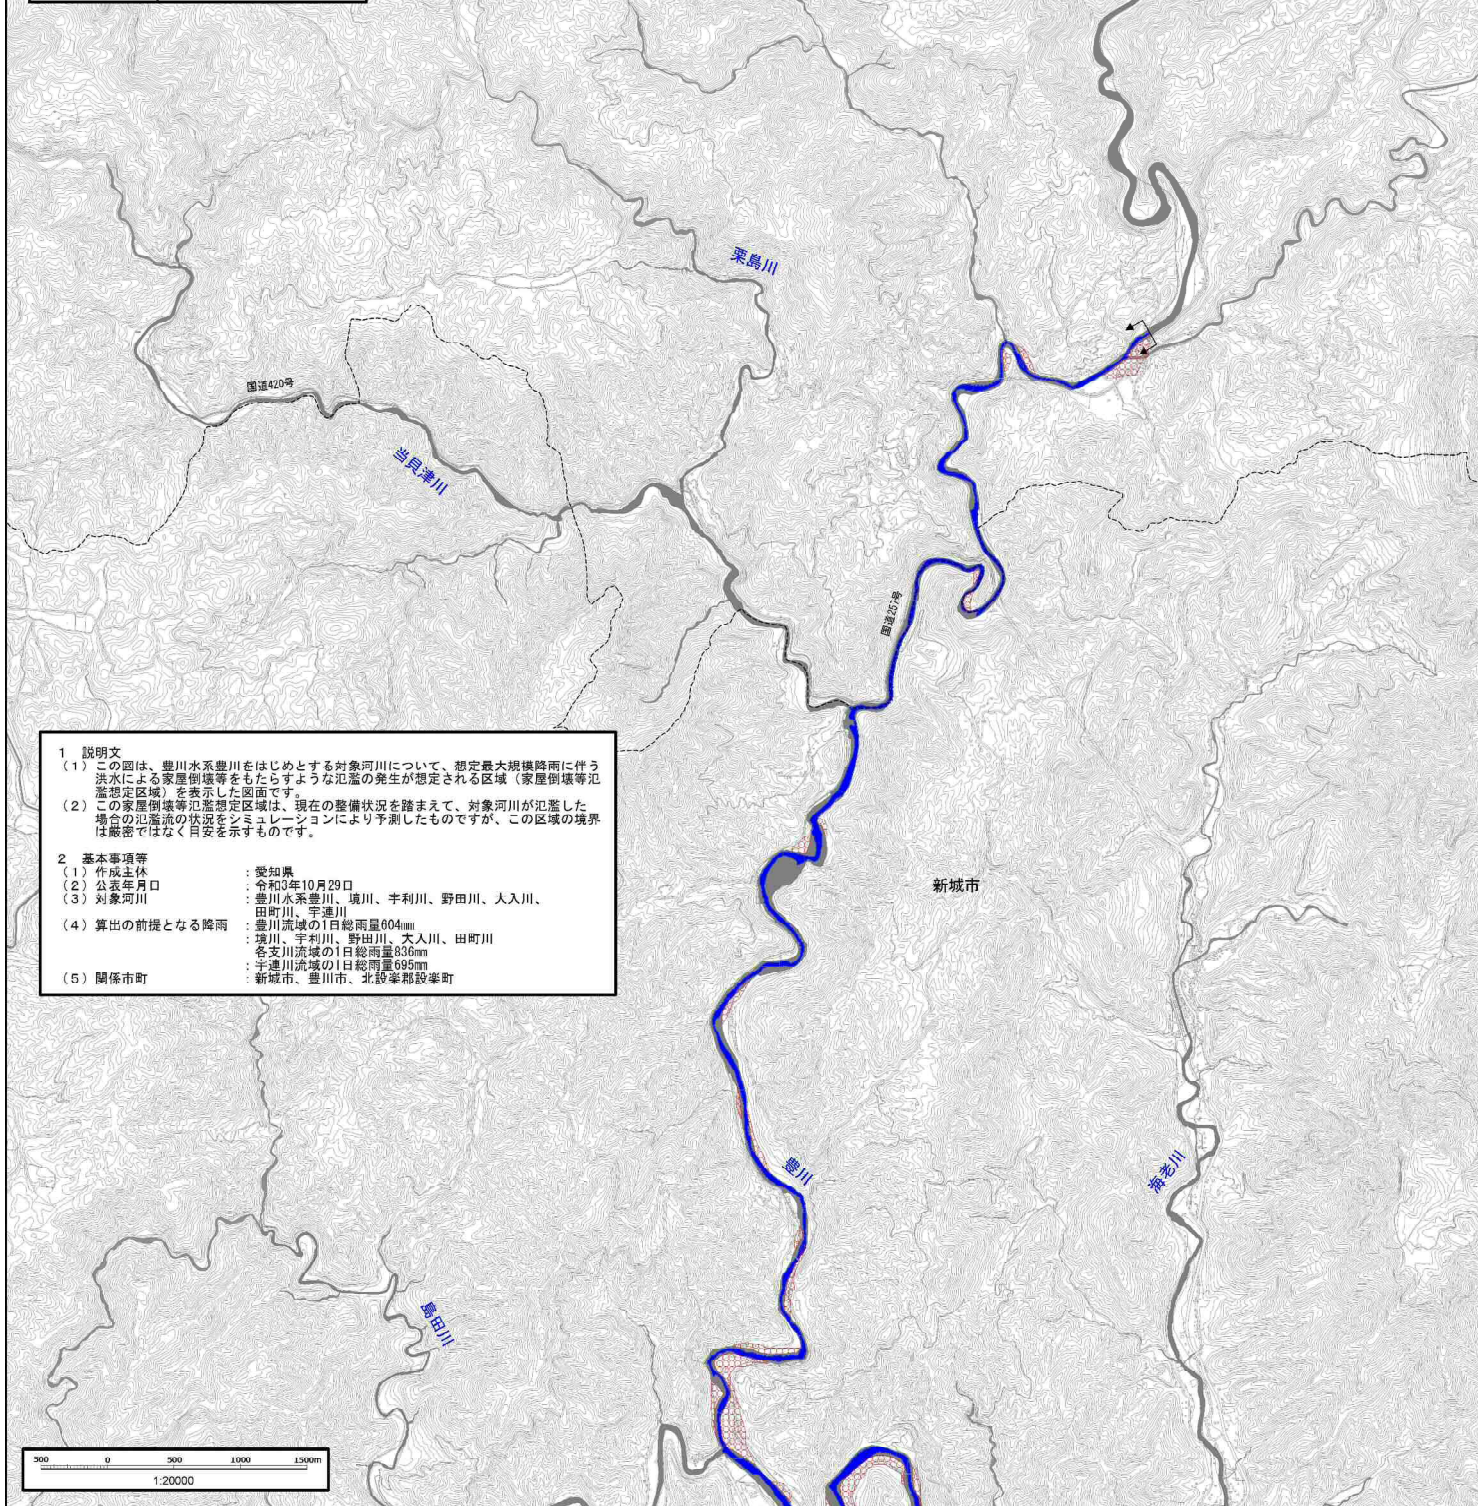 栗島川
国道420号
当貝津川
国道257号
1 説明文
(1) この図は、豊川水系豊川をはじめとする対象河川について、想定最大規模降雨に伴う
洪水による家屋倒壊等をもたらすような氾濫の発生が想定される区域(家屋倒壊等氾
濫想定区域)を表示した図面です。
(2) この家屋倒壊等氾濫想定区域は、現在の整備状況を踏まえて、対象河川が氾濫した
場合の氾濫流の状況をシミュレーションにより予測したものですが、この区域の境界
は厳密ではなく目安を示すものです。
2 基本事項等
(1) 作成主体 : 愛知県
(2) 公表年月日 : 令和3年10月29日
(3) 対象河川 : 豊川水系豊川、境川、宇利川、野田川、大入川、
田町川、宇連川
(4) 算出の前提となる降雨 : 豊川流域の1日総雨量604mm
: 境川、宇利川、野田川、大入川、田町川
各支川流域の1日総雨量836mm
: 宇連川流域の1日総雨量695mm
(5) 関係市町 : 新城市、豊川市、北設楽郡設楽町
新城市
豊川
海老川
島田川
500 0 500 1000 1500m
1:20000